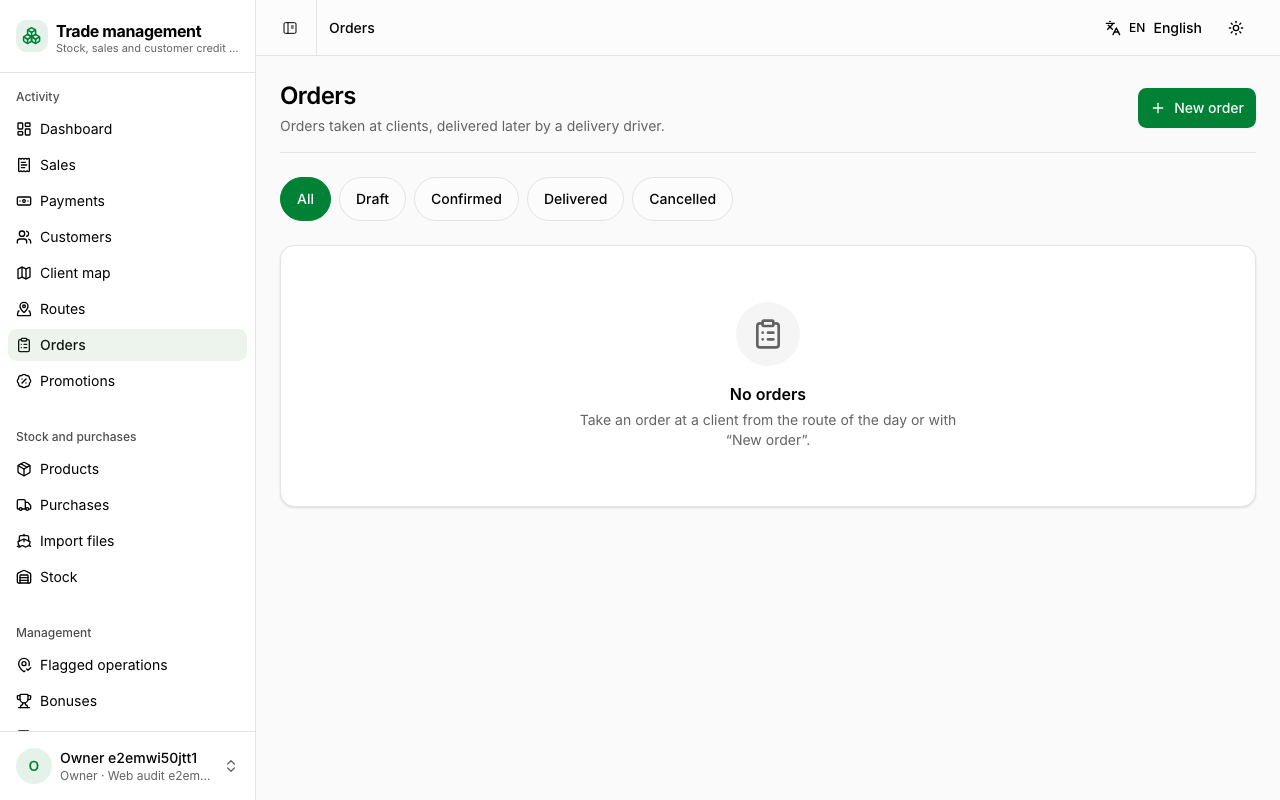 Trade management
Stock, sales and customer credit ...
Activity
Dashboard
Sales
Payments
Customers
Client map
Routes
Orders
Promotions
Stock and purchases
Products
Purchases
Import files
Stock
Management
Flagged operations
Bonuses
O
Owner e2emwi50jtt1
Owner · Web audit e2em...
Orders
EN English
Orders
Orders taken at clients, delivered later by a delivery driver.
New order
All
Draft
Confirmed
Delivered
Cancelled
No orders
Take an order at a client from the route of the day or with
“New order”.